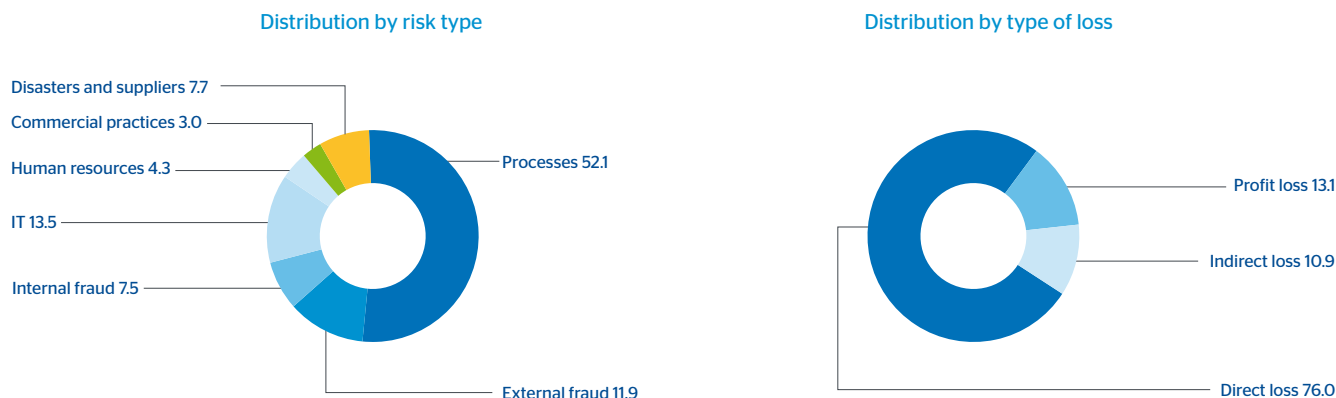 Distribution by risk type
Disasters and suppliers 7.7
Commercial practices 3.0
Human resources 4.3
IT 13.5
Internal fraud 7.5
Processes 52.1
External fraud 11.9
Distribution by type of loss
Profit loss 13.1
Indirect loss 10.9
Direct loss 76.0